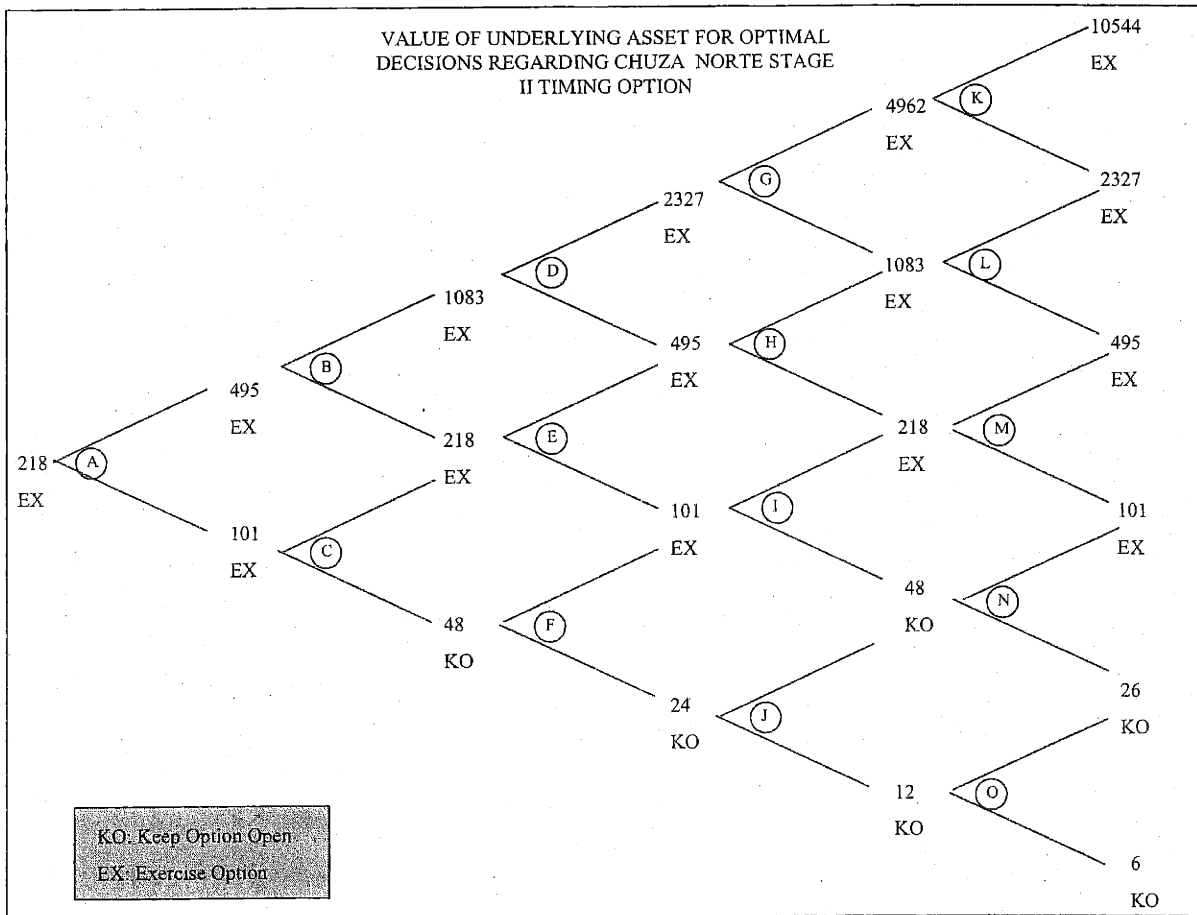 VALUE OF UNDERLYING ASSET FOR OPTIMAL
DECISIONS REGARDING CHUZA NORTE STAGE
II TIMING OPTION
218
EX
A
495
EX
101
EX
B
C
1083
EX
218
EX
48
KO
D
E
F
2327
EX
495
EX
101
EX
24
KO
G
H
I
J
4962
EX
1083
EX
218
EX
48
KO
12
KO
K
L
M
N
O
10544
EX
2327
EX
495
EX
101
EX
26
KO
6
KO
KO: Keep Option Open
EX: Exercise Option